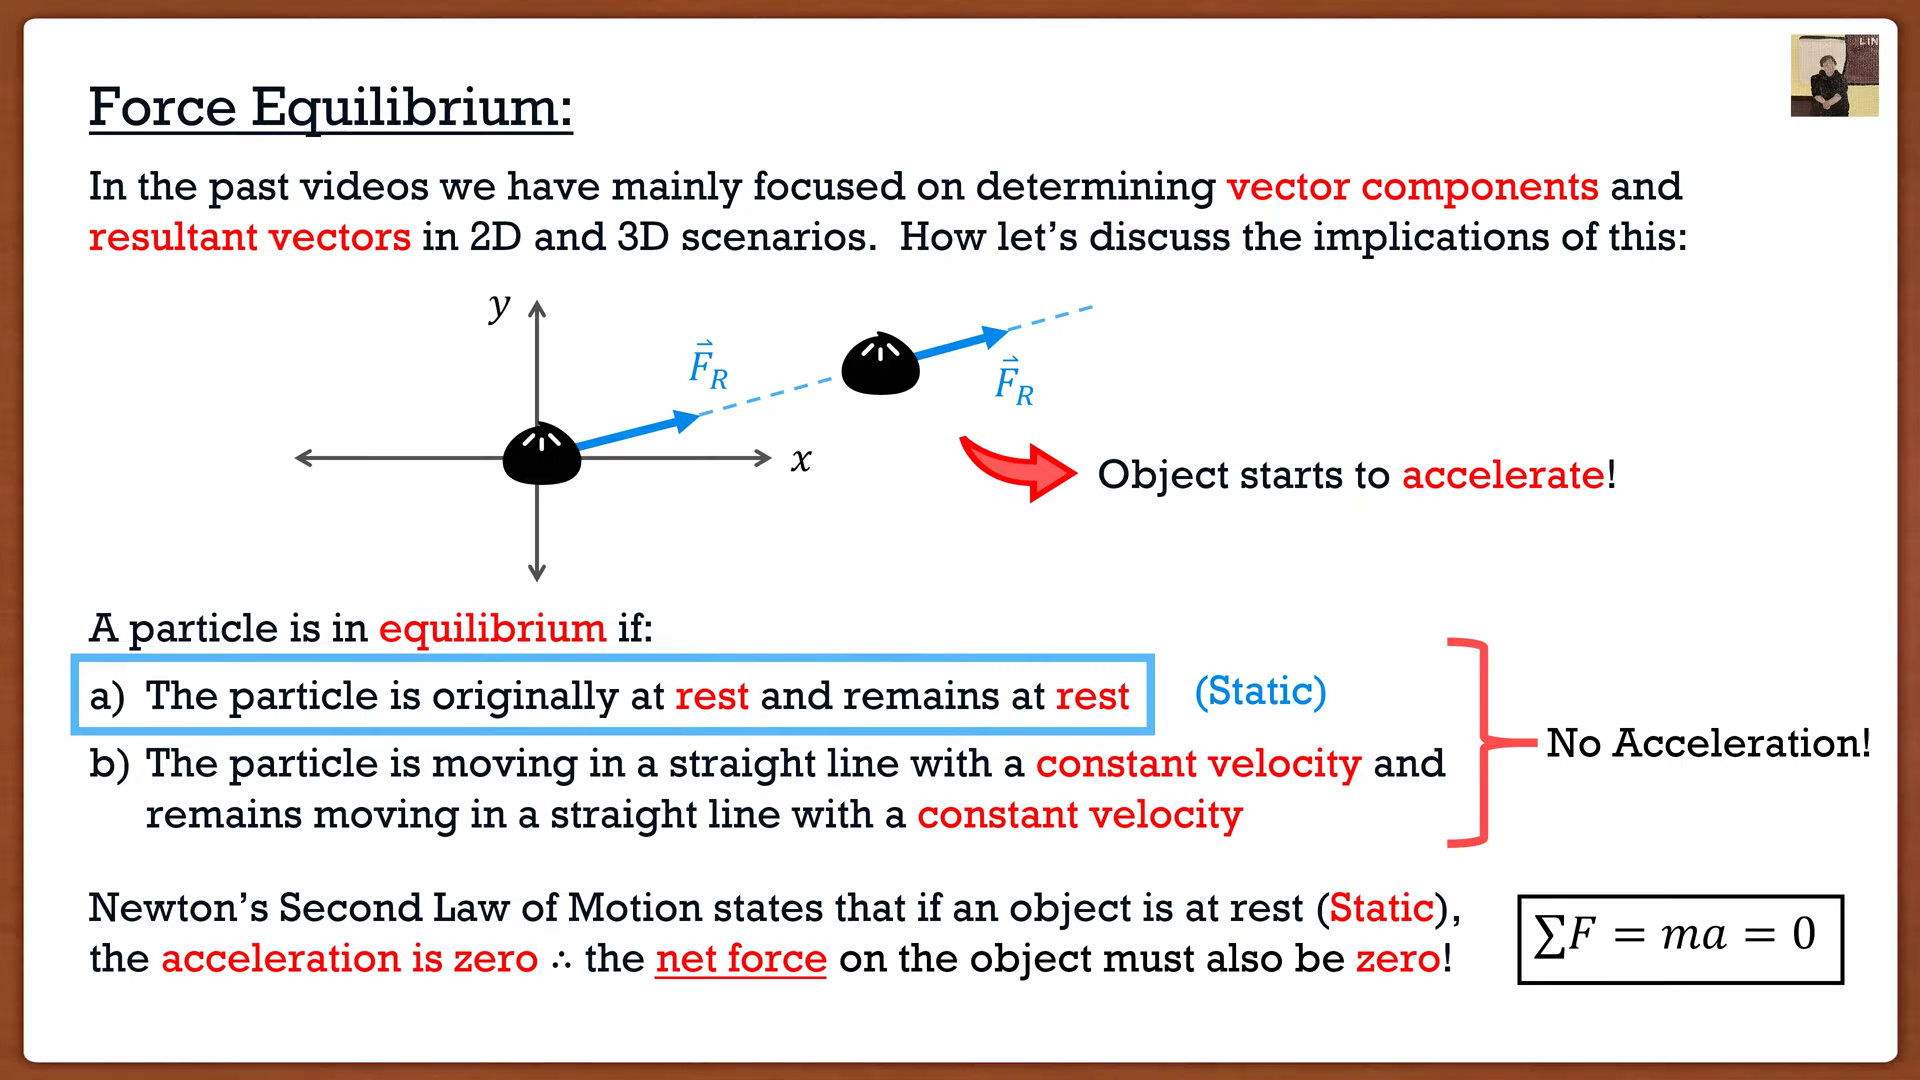 LIN
Force Equilibrium:
In the past videos we have mainly focused on determining vector components and
resultant vectors in 2D and 3D scenarios.  How let's discuss the implications of this:
y
F⃗_R
F⃗_R
x
Object starts to accelerate!
A particle is in equilibrium if:
a) The particle is originally at rest and remains at rest
(Static)
b) The particle is moving in a straight line with a constant velocity and
remains moving in a straight line with a constant velocity
No Acceleration!
Newton's Second Law of Motion states that if an object is at rest (Static),
the acceleration is zero ∴ the net force on the object must also be zero!
∑F = ma = 0